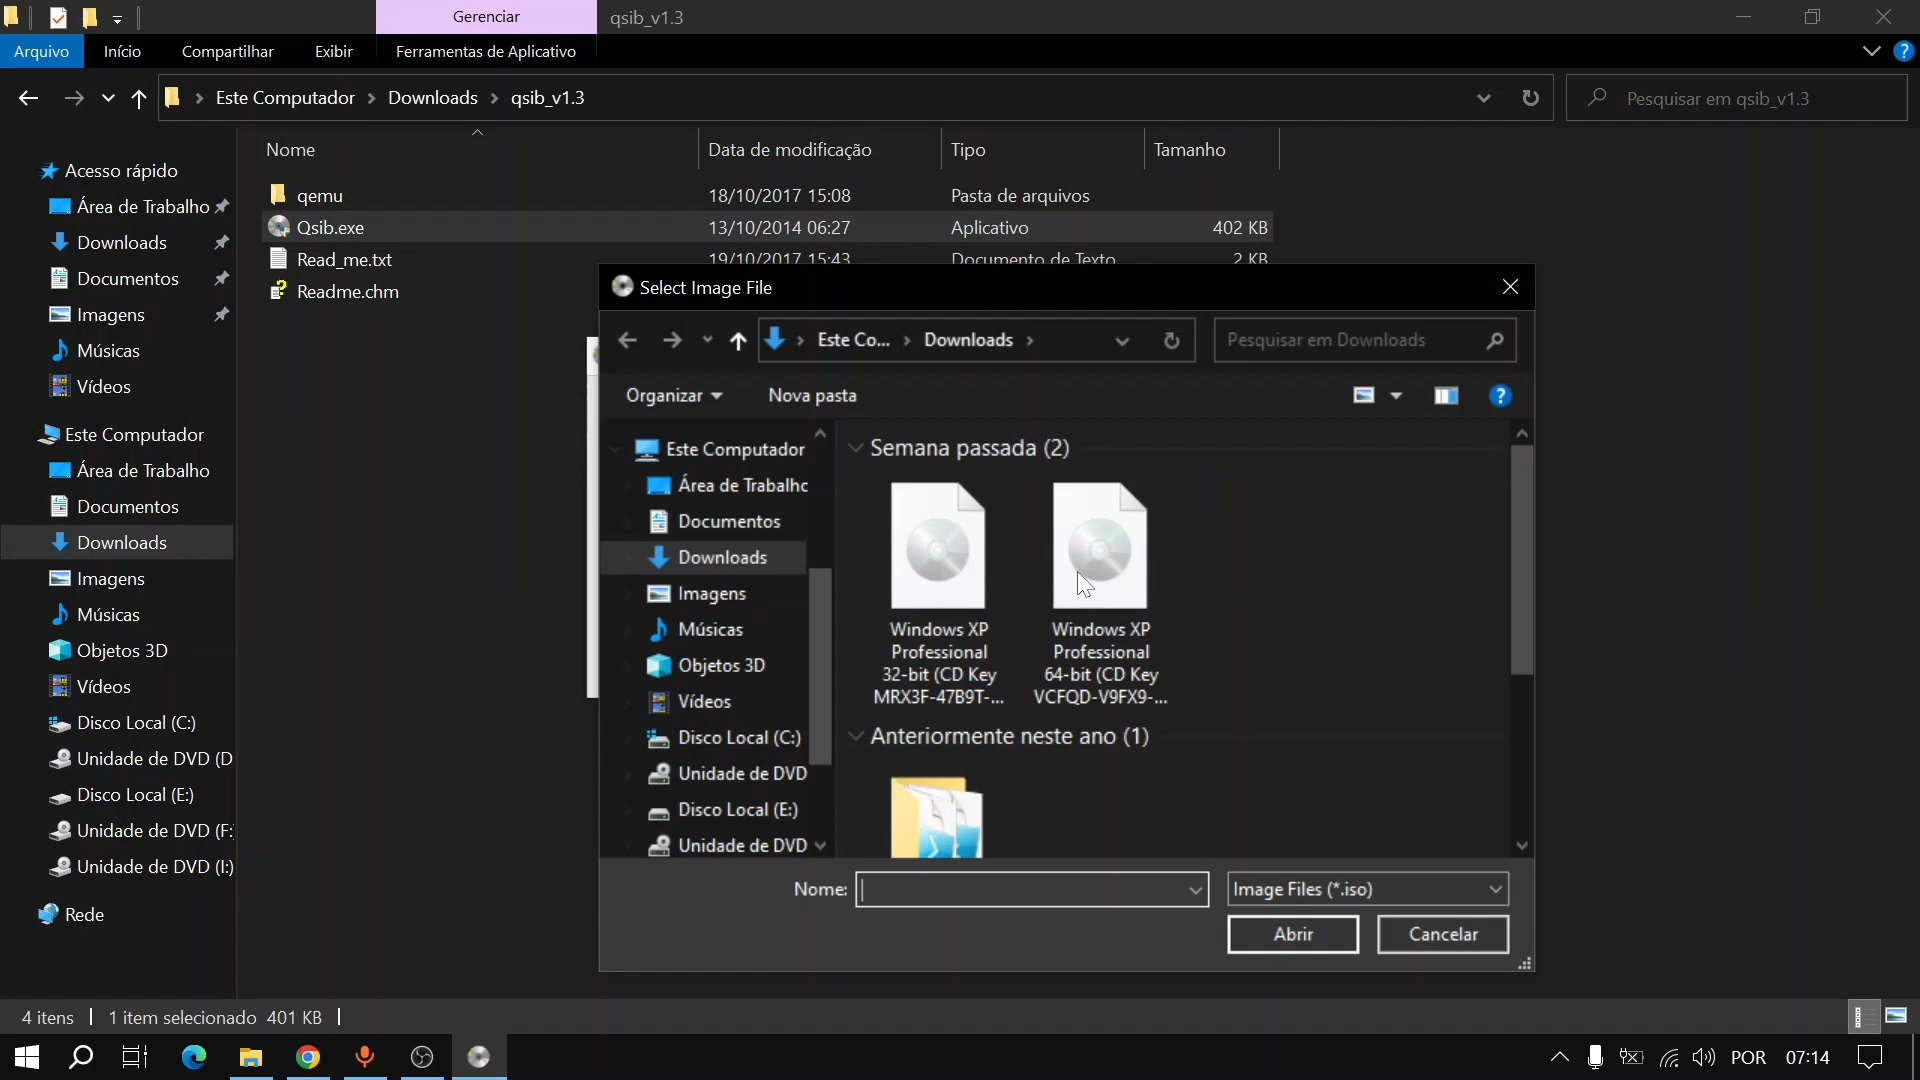 Gerenciar
qsib_v1.3
Arquivo
Início
Compartilhar
Exibir
Ferramentas de Aplicativo
Este Computador
Downloads
qsib_v1.3
Pesquisar em qsib_v1.3
Nome
Data de modificação
Tipo
Tamanho
Acesso rápido
Área de Trabalho
Downloads
Documentos
Imagens
Músicas
Vídeos
Este Computador
Área de Trabalho
Documentos
Downloads
Imagens
Músicas
Objetos 3D
Vídeos
Disco Local (C:)
Unidade de DVD (D
Disco Local (E:)
Unidade de DVD (F:
Unidade de DVD (I:)
Rede
qemu 18/10/2017 15:08 Pasta de arquivos
Qsib.exe 13/10/2014 06:27 Aplicativo 402 KB
Read_me.txt 19/10/2017 15:43 Documento de Texto 2 KB
Readme.chm
Select Image File
Este Co...
Downloads
Pesquisar em Downloads
Organizar
Nova pasta
?
Este Computador
Área de Trabalhc
Documentos
Downloads
Imagens
Músicas
Objetos 3D
Vídeos
Disco Local (C:)
Unidade de DVD
Disco Local (E:)
Unidade de DVD
Semana passada (2)
Windows XP
Professional
32-bit (CD Key
MRX3F-47B9T-...
Windows XP
Professional
64-bit (CD Key
VCFQD-V9FX9-...
Anteriormente neste ano (1)
Nome:
Image Files (*.iso)
Abrir
Cancelar
4 itens
1 item selecionado 401 KB
POR
07:14